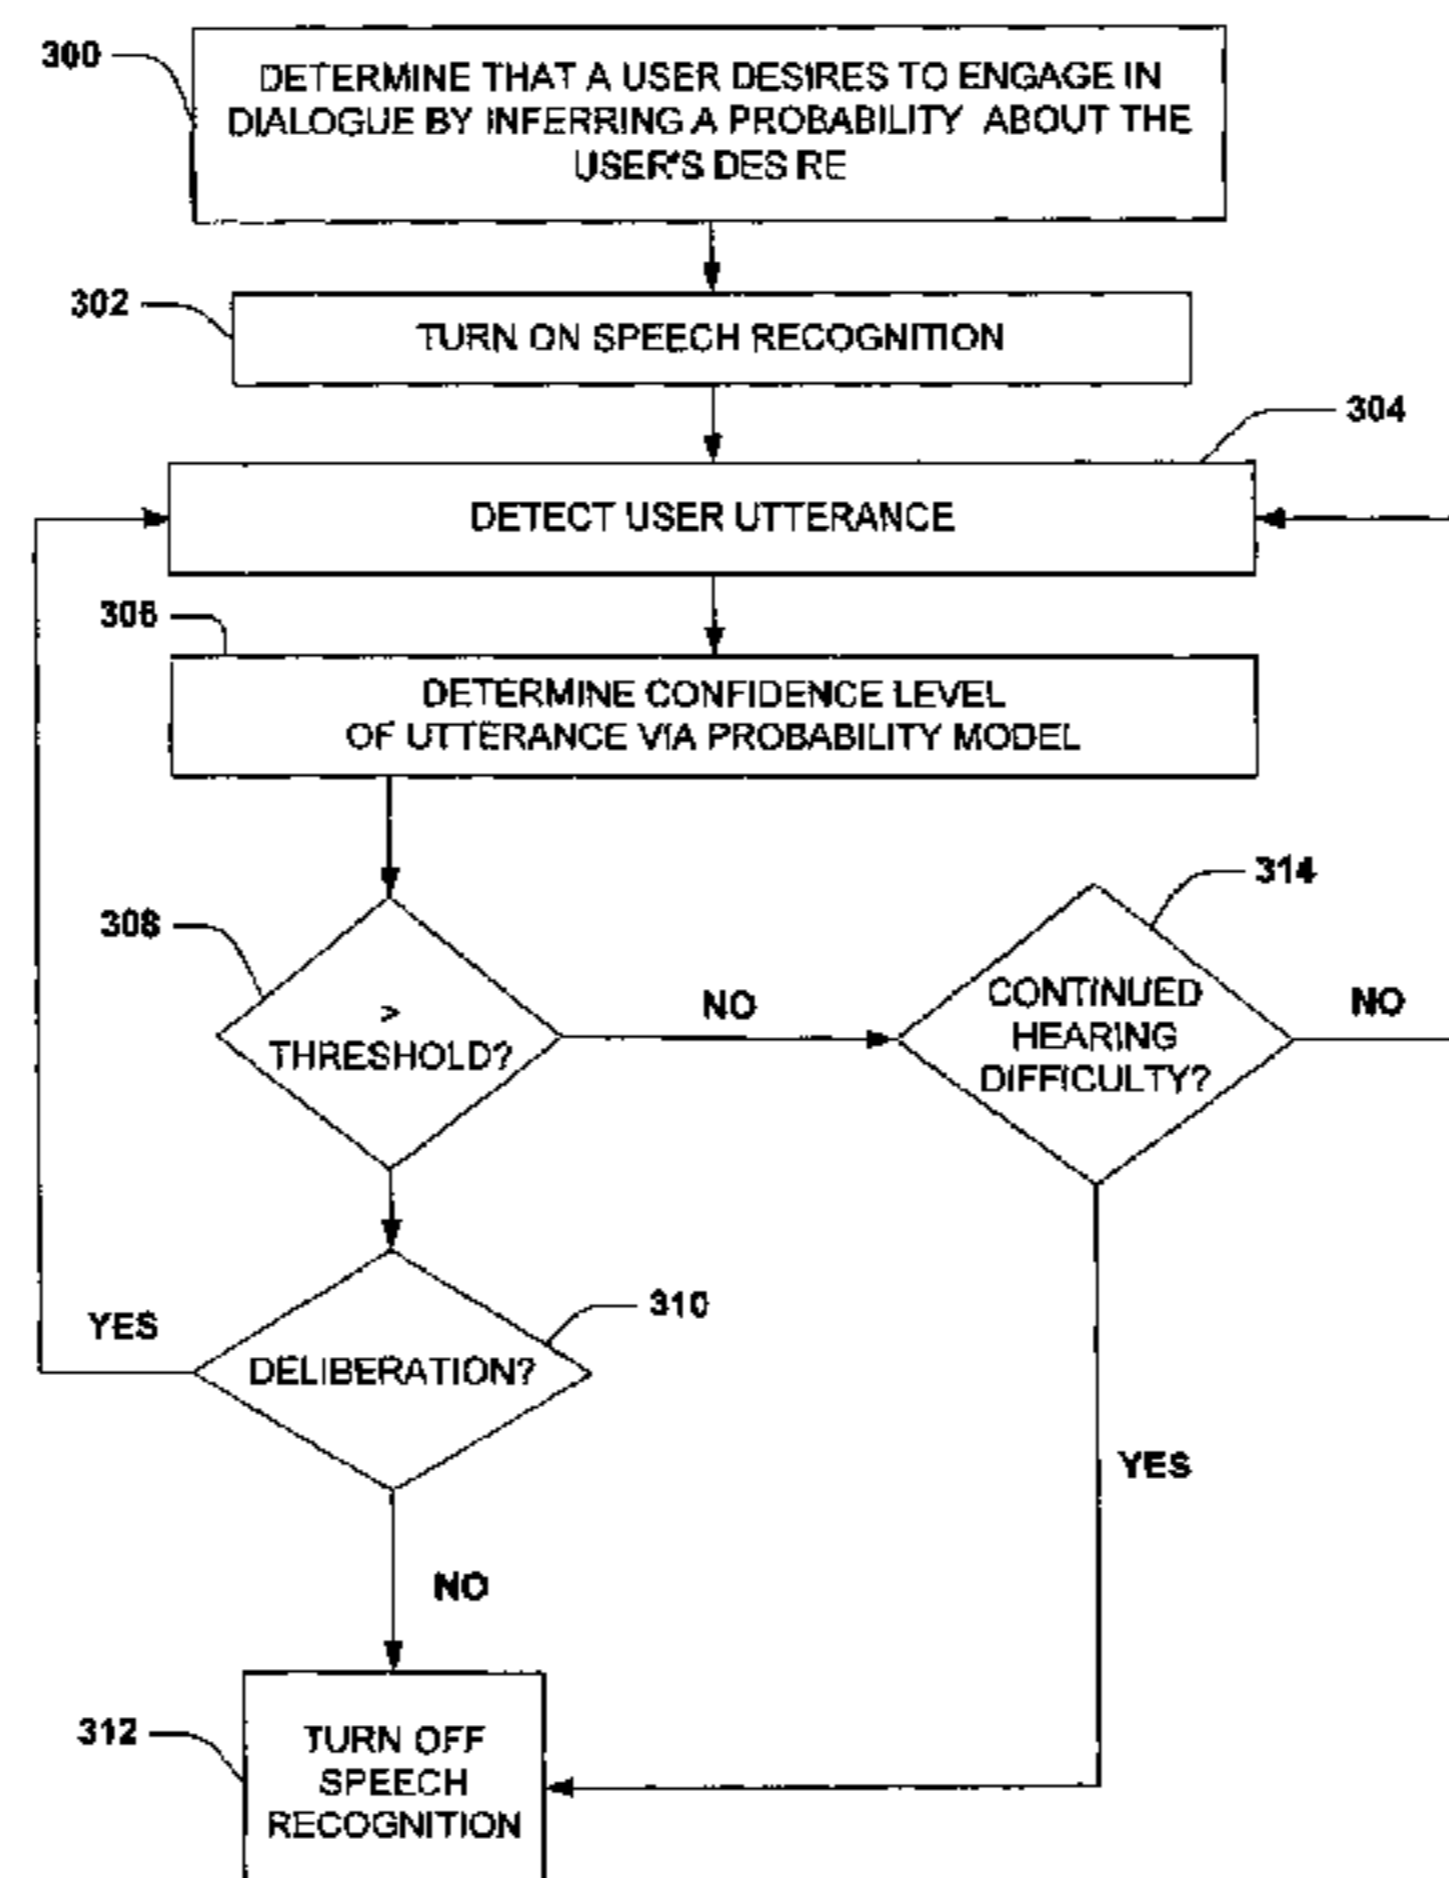 300
DETERMINE THAT A USER DESIRES TO ENGAGE IN
DIALOGUE BY INFERRING A PROBABILITY ABOUT THE
USER'S DESIRE
302
TURN ON SPEECH RECOGNITION
304
DETECT USER UTTERANCE
306
DETERMINE CONFIDENCE LEVEL
OF UTTERANCE VIA PROBABILITY MODEL
308
>
THRESHOLD?
NO
314
CONTINUED
HEARING
DIFFICULTY?
NO
YES
310
DELIBERATION?
YES
NO
312
TURN OFF
SPEECH
RECOGNITION